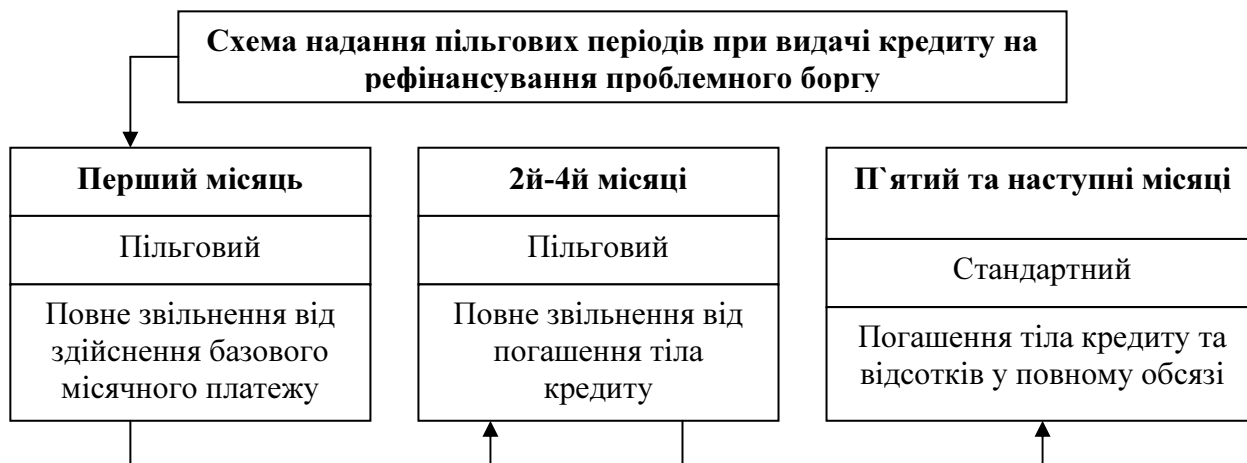 Схема надання пільгових періодів при видачі кредиту на
рефінансування проблемного боргу
Перший місяць
Пільговий
Повне звільнення від
здійснення базового
місячного платежу
2й-4й місяці
Пільговий
Повне звільнення від
погашення тіла
кредиту
П`ятий та наступні місяці
Стандартний
Погашення тіла кредиту та
відсотків у повному обсязі